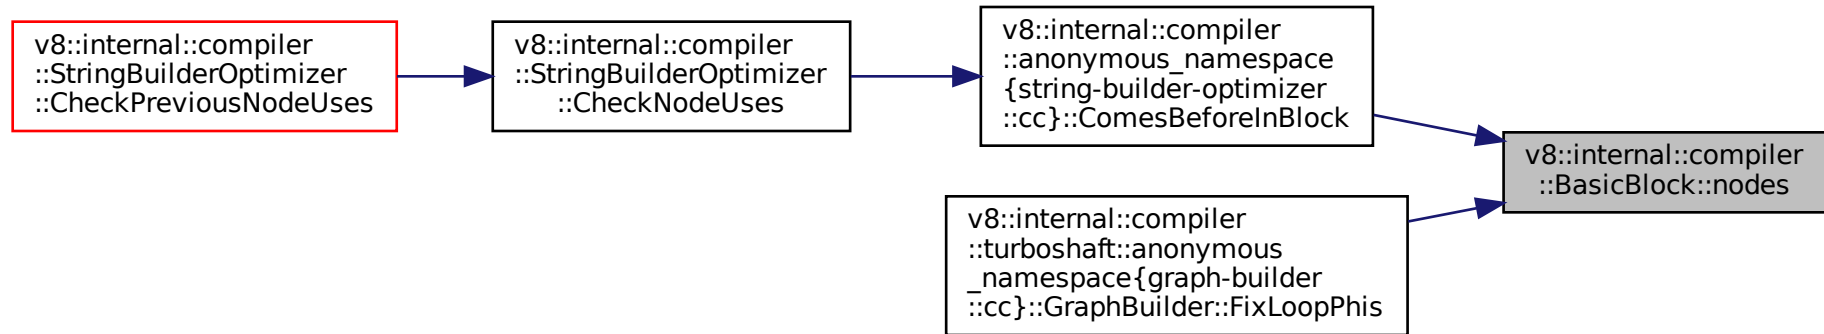 v8::internal::compiler
::StringBuilderOptimizer
::CheckPreviousNodeUses
v8::internal::compiler
::StringBuilderOptimizer
::CheckNodeUses
v8::internal::compiler
::anonymous_namespace
{string-builder-optimizer
::cc}::ComesBeforeInBlock
v8::internal::compiler
::BasicBlock::nodes
v8::internal::compiler
::turboshaft::anonymous
_namespace{graph-builder
::cc}::GraphBuilder::FixLoopPhis